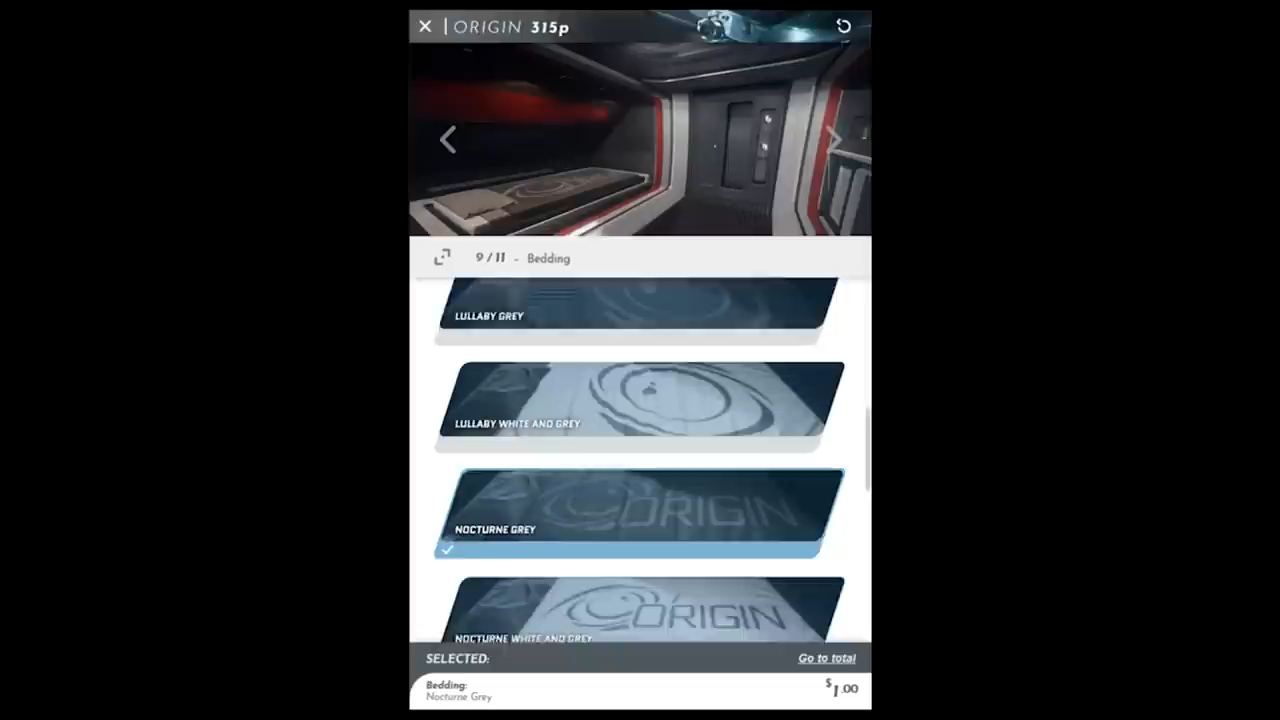 ORIGIN 315p
9 / 11 - Bedding
LULLABY GREY
LULLABY WHITE AND GREY
ORIGIN
NOCTURNE GREY
ORIGIN
NOCTURNE WHITE AND GREY
SELECTED:
Go to total
Bedding:
Nocturne Grey
$1.00